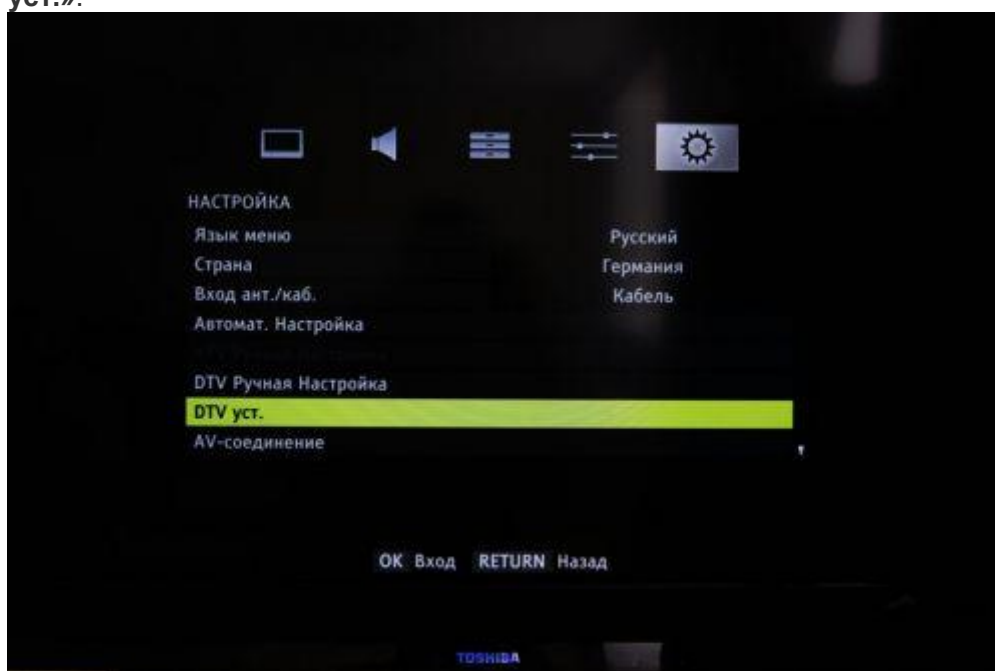 уст.».
НАСТРОЙКА
Язык меню Русский
Страна Германия
Вход ант./каб. Кабель
Автомат. Настройка
DTV Ручная Настройка
DTV уст.
AV-соединение
OK Вход RETURN Назад
TOSHIBA